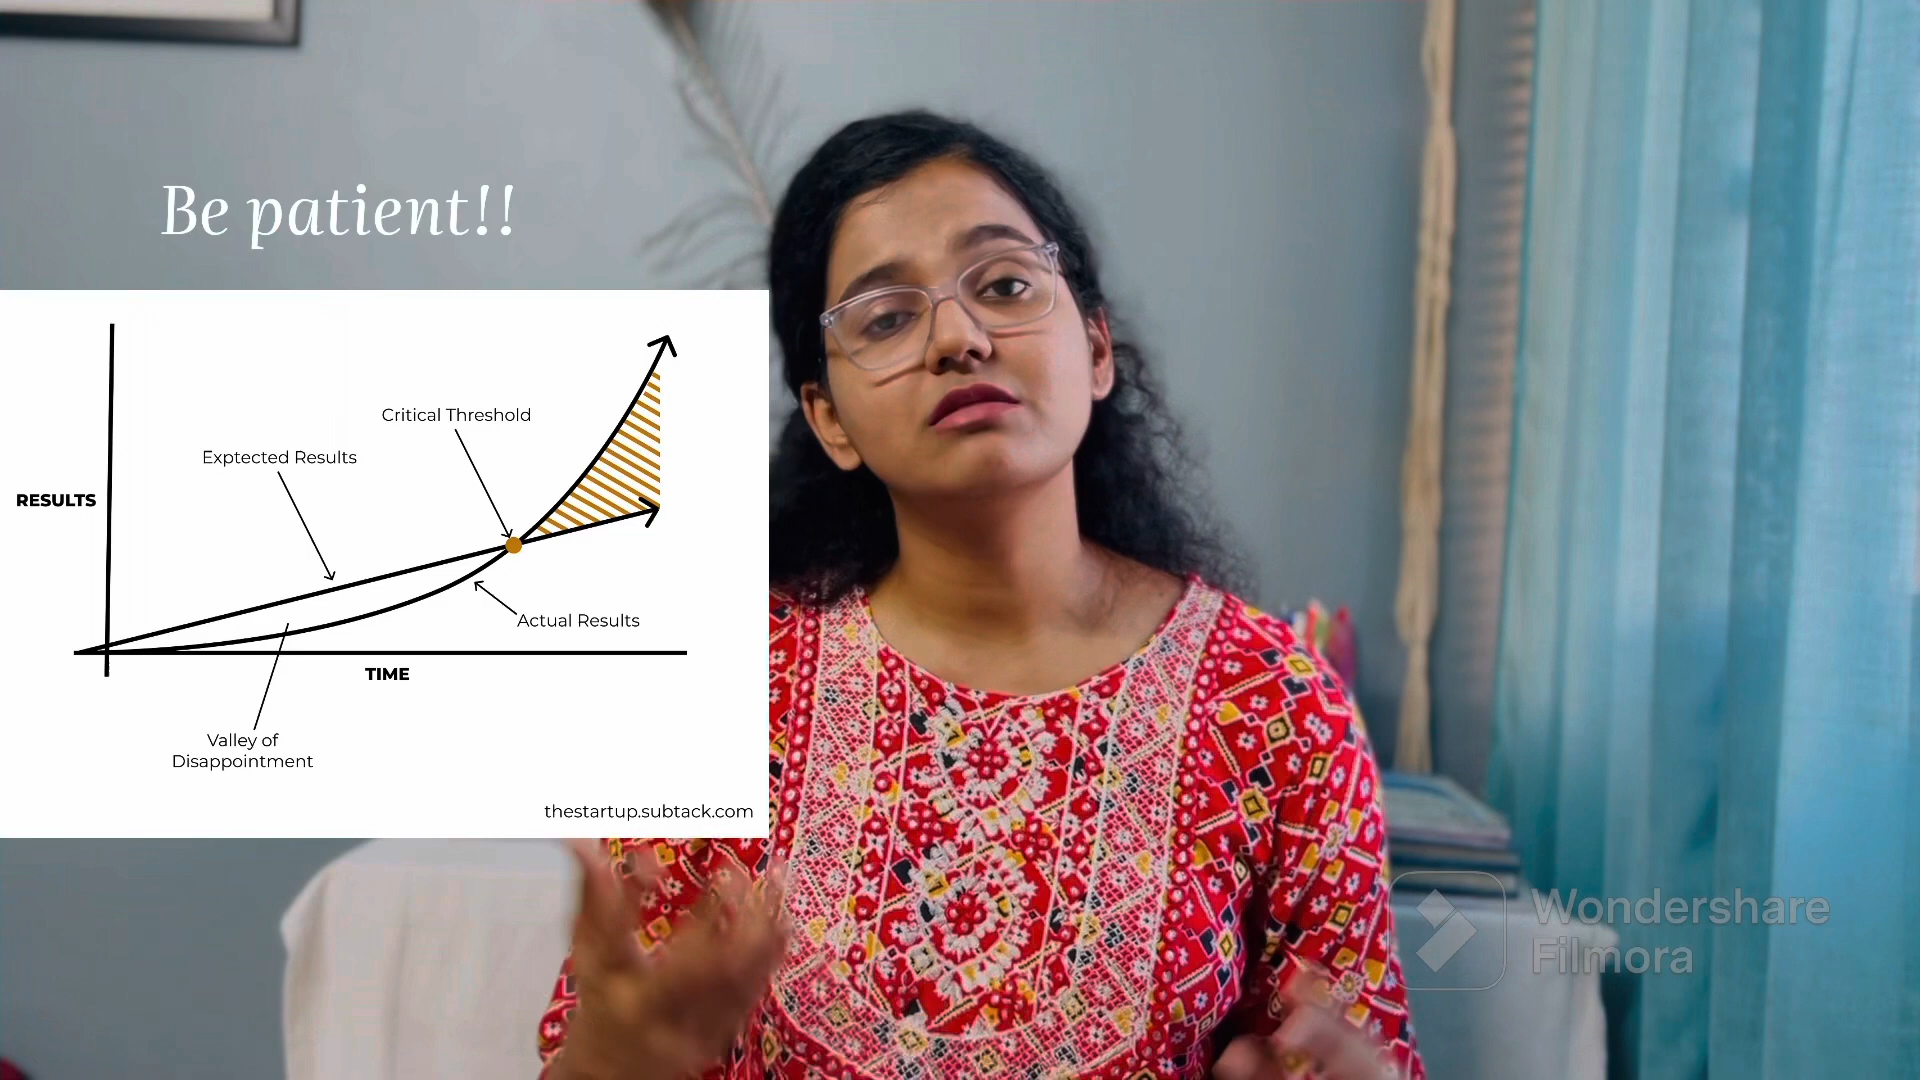 Be patient!!
Critical Threshold
Exptected Results
RESULTS
Actual Results
TIME
Valley of
Disappointment
thestartup.subtack.com
Wondershare
Filmora